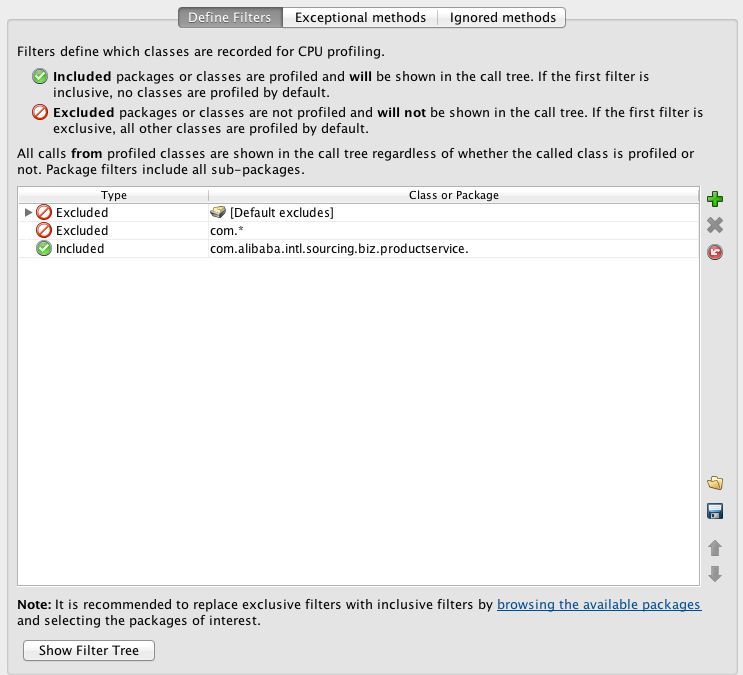 Define Filters Exceptional methods Ignored methods
Filters define which classes are recorded for CPU profiling.
Included packages or classes are profiled and will be shown in the call tree. If the first filter is
inclusive, no classes are profiled by default.
Excluded packages or classes are not profiled and will not be shown in the call tree. If the first filter is
exclusive, all other classes are profiled by default.
All calls from profiled classes are shown in the call tree regardless of whether the called class is profiled or
not. Package filters include all sub-packages.
Type Class or Package
Excluded [Default excludes]
Excluded com.*
Included com.alibaba.intl.sourcing.biz.productservice.
Note: It is recommended to replace exclusive filters with inclusive filters by browsing the available packages
and selecting the packages of interest.
Show Filter Tree